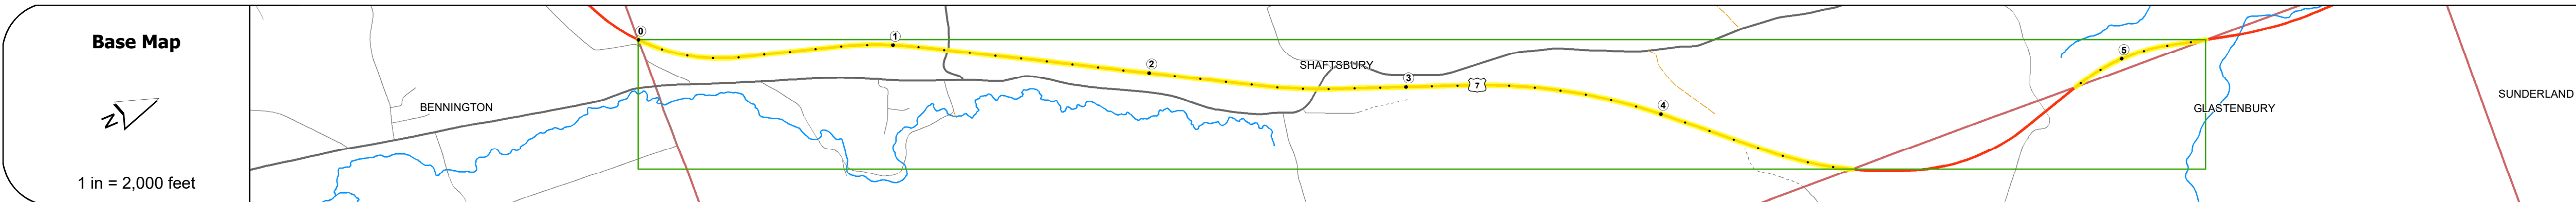 Base Map
N
1 in = 2,000 feet
BENNINGTON
0
1
2
SHAFTSBURY
3
7
4
5
GLASTENBURY
SUNDERLAND